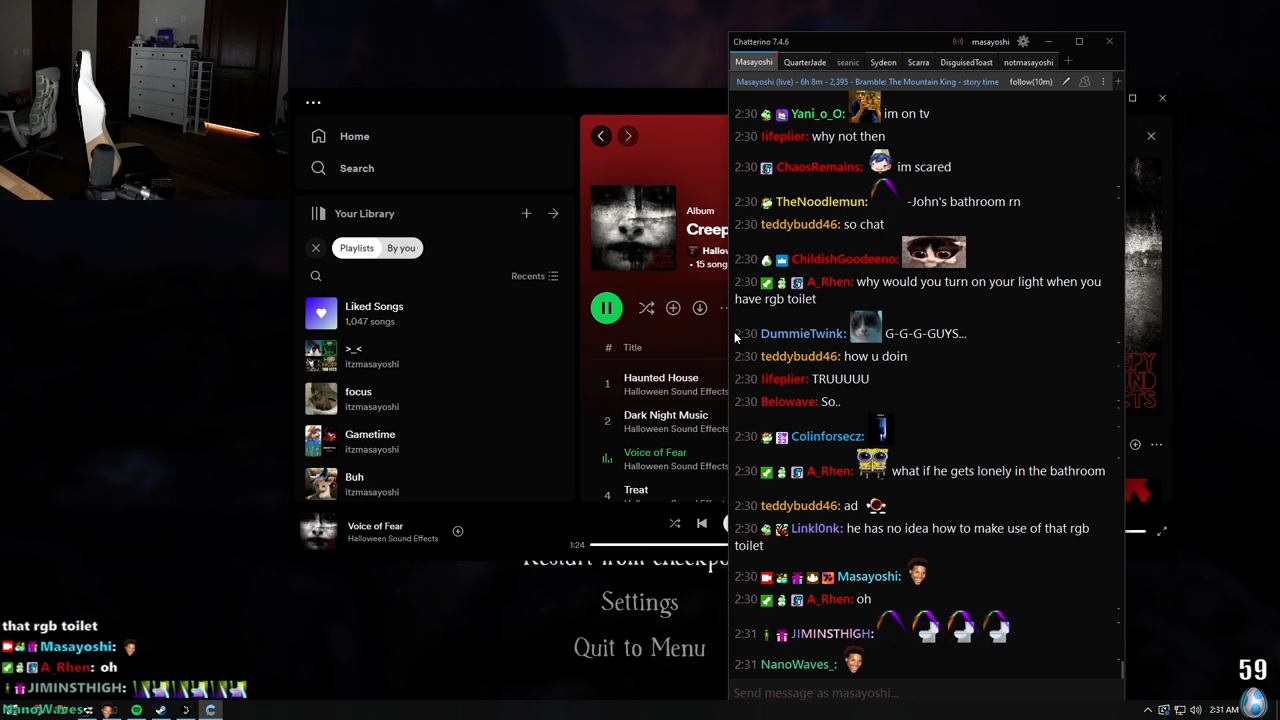 Chatterino 7.4.6
masayoshi
Masayoshi
QuarterJade
seanic
Sydeon
Scarra
DisguisedToast
notmasayoshi
Masayoshi (live) - 6h 8m - 2,395 - Bramble: The Mountain King - story time
follow(10m)
2:30 Yani_o_O: im on tv
2:30 lifeplier: why not then
2:30 ChaosRemains: im scared
2:30 TheNoodlemun: -John's bathroom rn
2:30 teddybudd46: so chat
2:30 ChildishGoodeeno:
2:30 A_Rhen: why would you turn on your light when you
have rgb toilet
2:30 DummieTwink: G-G-G-GUYS...
2:30 teddybudd46: how u doin
2:30 lifeplier: TRUUUUU
2:30 Belowave: So..
2:30 Colinforsecz:
2:30 A_Rhen: what if he gets lonely in the bathroom
2:30 teddybudd46: ad
2:30 Linkl0nk: he has no idea how to make use of that rgb
toilet
2:30 Masayoshi:
2:30 A_Rhen: oh
2:31 JIMINSTHIGH:
2:31 NanoWaves_:
Send message as masayoshi...
Home
Search
Your Library
Playlists
By you
Recents
Liked Songs
1,047 songs
>_<
itzmasayoshi
focus
itzmasayoshi
Gametime
itzmasayoshi
Buh
itzmasayoshi
Album
Creep
Hallo
• 15 song
# Title
1 Haunted House
Halloween Sound Effects
2 Dark Night Music
Halloween Sound Effects
Voice of Fear
Halloween Sound Effects
4 Treat
Voice of Fear
Halloween Sound Effects
1:24
Restart from checkpo
Settings
Quit to Menu
that rgb toilet
Masayoshi:
A_Rhen: oh
JIMINSTHIGH:
NanoWaves
59
2:31 AM